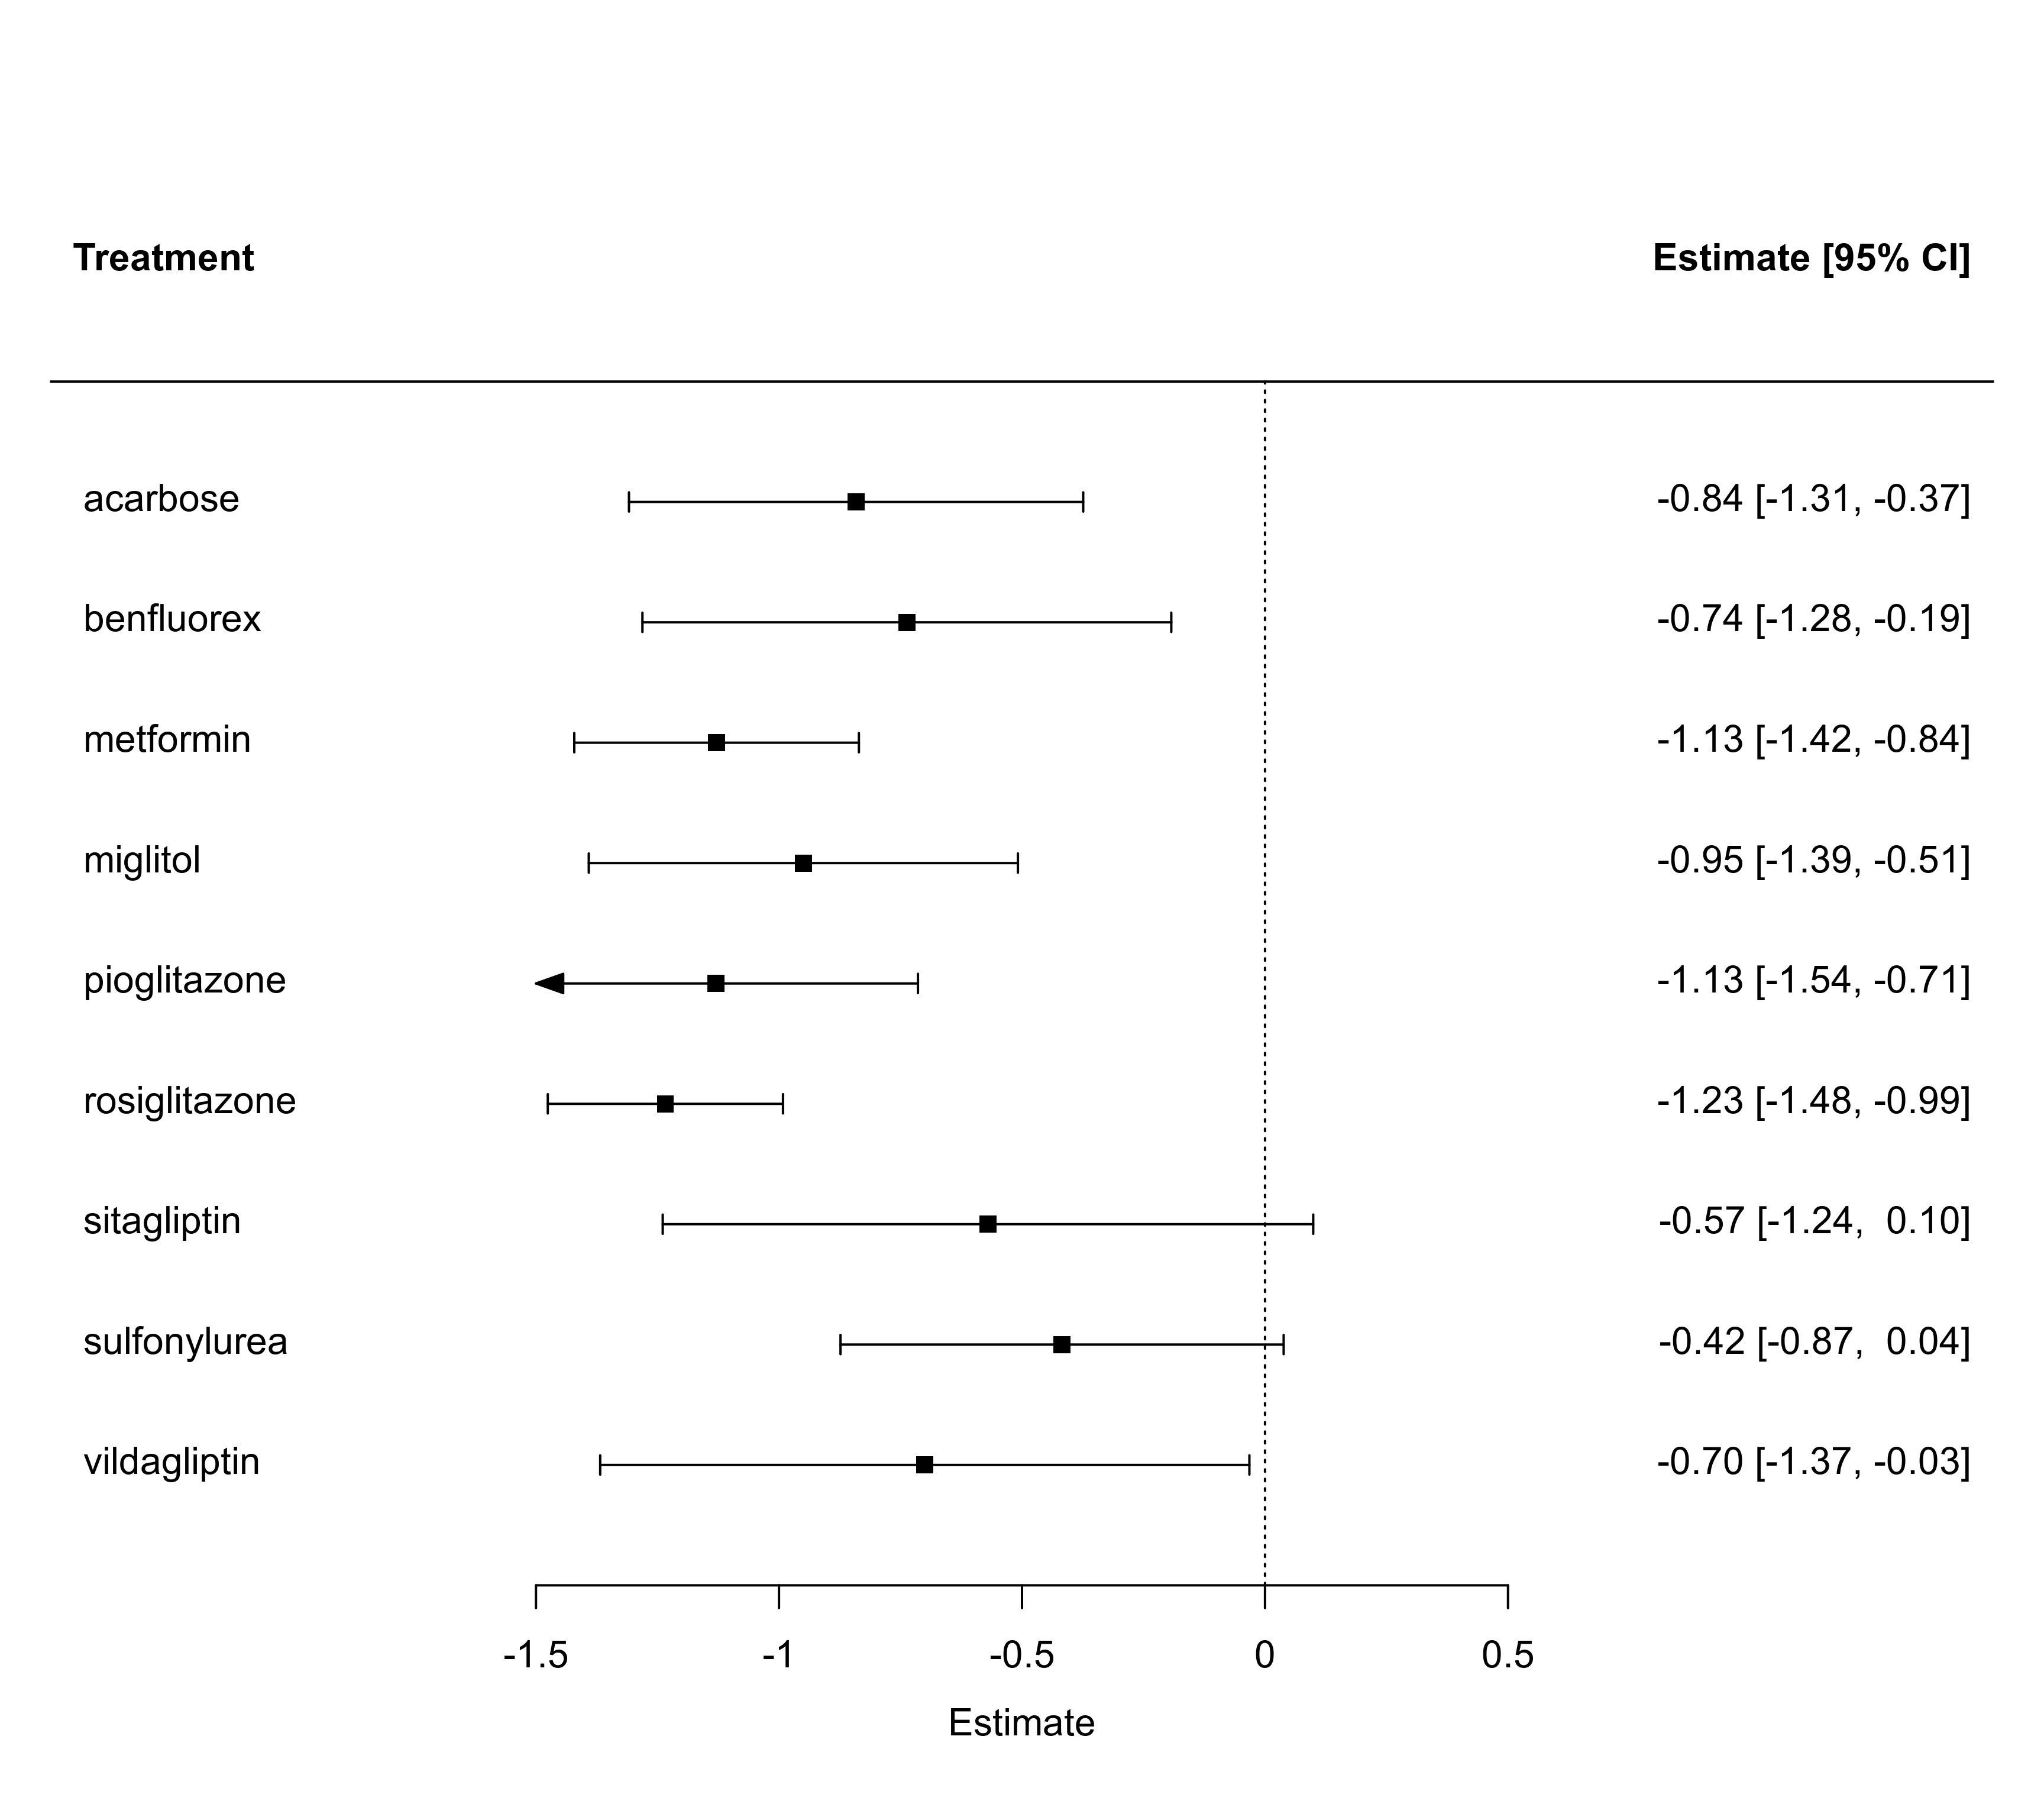 Treatment Estimate [95% CI]
acarbose -0.84 [-1.31, -0.37]
benfluorex -0.74 [-1.28, -0.19]
metformin -1.13 [-1.42, -0.84]
miglitol -0.95 [-1.39, -0.51]
pioglitazone -1.13 [-1.54, -0.71]
rosiglitazone -1.23 [-1.48, -0.99]
sitagliptin -0.57 [-1.24, 0.10]
sulfonylurea -0.42 [-0.87, 0.04]
vildagliptin -0.70 [-1.37, -0.03]
-1.5 -1 -0.5 0 0.5
Estimate